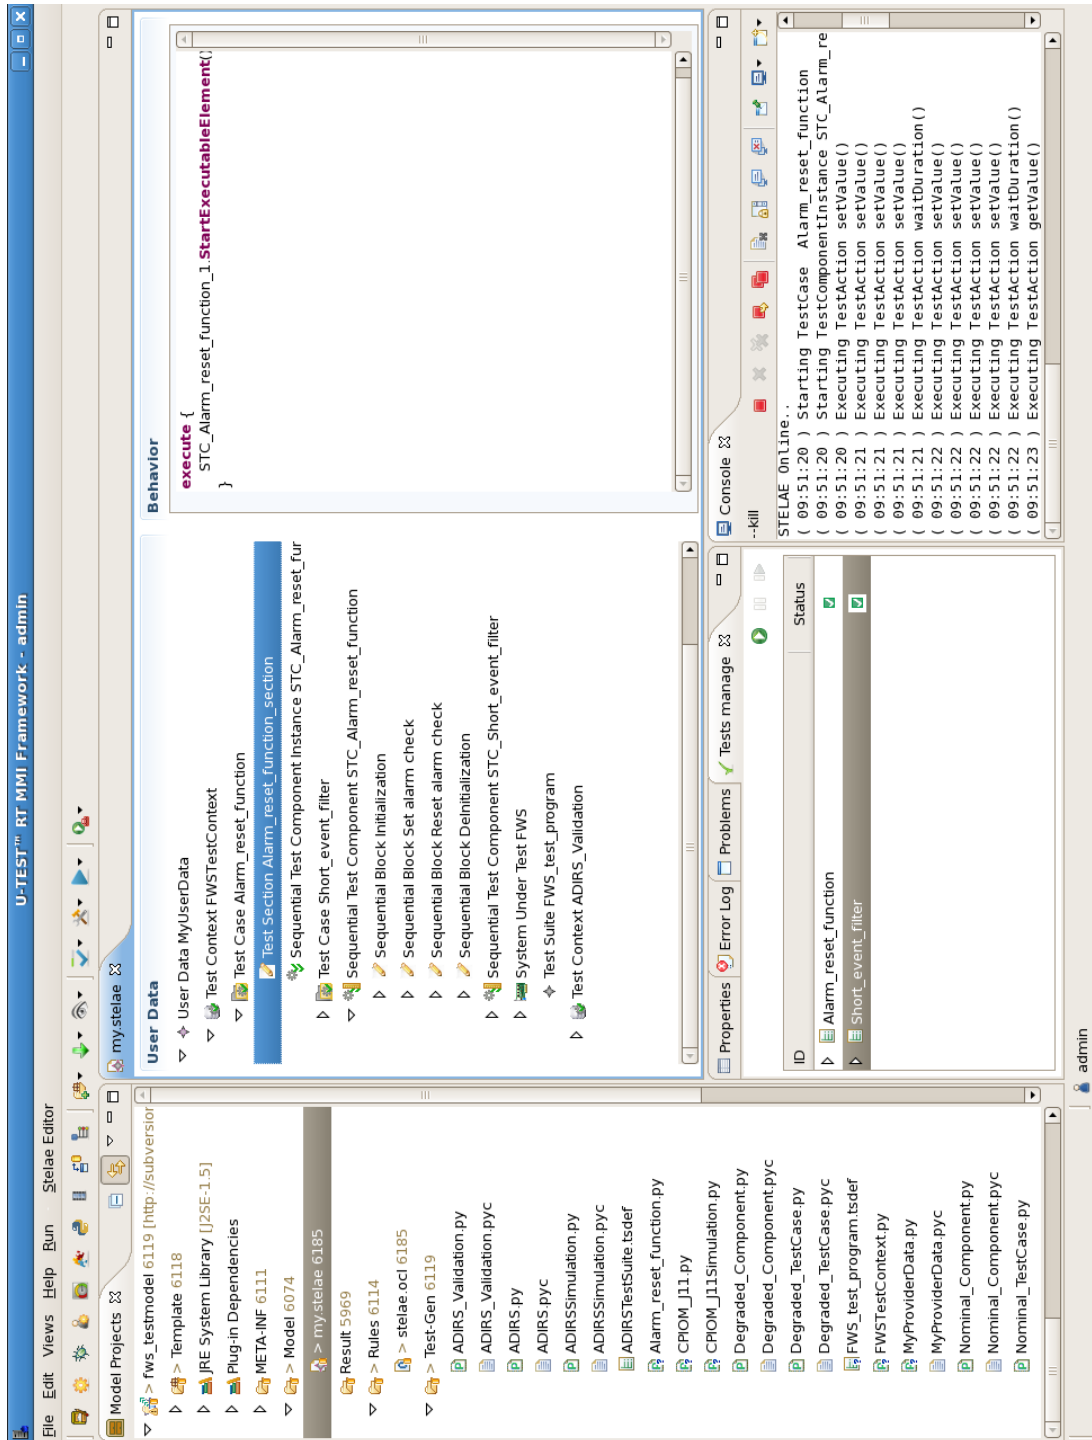 U-TEST™ RT MMI Framework - admin
File Edit Views Help Run Stelae Editor
Model Projects
> fws_testmodel 6119 [http://subversion
> Template 6118
JRE System Library [J2SE-1.5]
Plug-in Dependencies
> META-INF 6111
> Model 6074
> my.stelae 6185
Result 5969
> Rules 6114
> stelae.ocl 6185
> Test-Gen 6119
ADIRS_Validation.py
ADIRS_Validation.pyc
ADIRS.py
ADIRS.pyc
ADIRSSimulation.py
ADIRSSimulation.pyc
ADIRSTestSuite.tsdef
Alarm_reset_function.py
CPIOM_J11.py
CPIOM_J11Simulation.py
Degraded_Component.py
Degraded_Component.pyc
Degraded_TestCase.py
Degraded_TestCase.pyc
FWS_test_program.tsdef
FWSTestContext.py
MyProviderData.py
MyProviderData.pyc
Nominal_Component.py
Nominal_Component.pyc
Nominal_TestCase.py
my.stelae
User Data
User Data MyUserData
Test Context FWSTestContext
Test Case Alarm_reset_function
Test Section Alarm_reset_function_section
Sequential Test Component Instance STC_Alarm_reset_fur
Test Case Short_event_filter
Sequential Test Component STC_Alarm_reset_function
Sequential Block Initialization
Sequential Block Set alarm check
Sequential Block Reset alarm check
Sequential Block DeInitialization
Sequential Test Component STC_Short_event_filter
System Under Test FWS
Test Suite FWS_test_program
Test Context ADIRS_Validation
Behavior
execute {
STC_Alarm_reset_function_1.StartExecutableElement()
}
Properties Error Log Problems Tests manage
ID Status
Alarm_reset_function
Short_event_filter
Console
--kill
STELAE Online..
( 09:51:20 ) Starting TestCase Alarm_reset_function
( 09:51:20 ) Starting TestComponentInstance STC_Alarm_re
( 09:51:20 ) Executing TestAction setValue()
( 09:51:21 ) Executing TestAction setValue()
( 09:51:21 ) Executing TestAction setValue()
( 09:51:21 ) Executing TestAction setValue()
( 09:51:21 ) Executing TestAction waitDuration()
( 09:51:22 ) Executing TestAction setValue()
( 09:51:22 ) Executing TestAction setValue()
( 09:51:22 ) Executing TestAction setValue()
( 09:51:22 ) Executing TestAction setValue()
( 09:51:22 ) Executing TestAction waitDuration()
( 09:51:23 ) Executing TestAction getValue()
admin